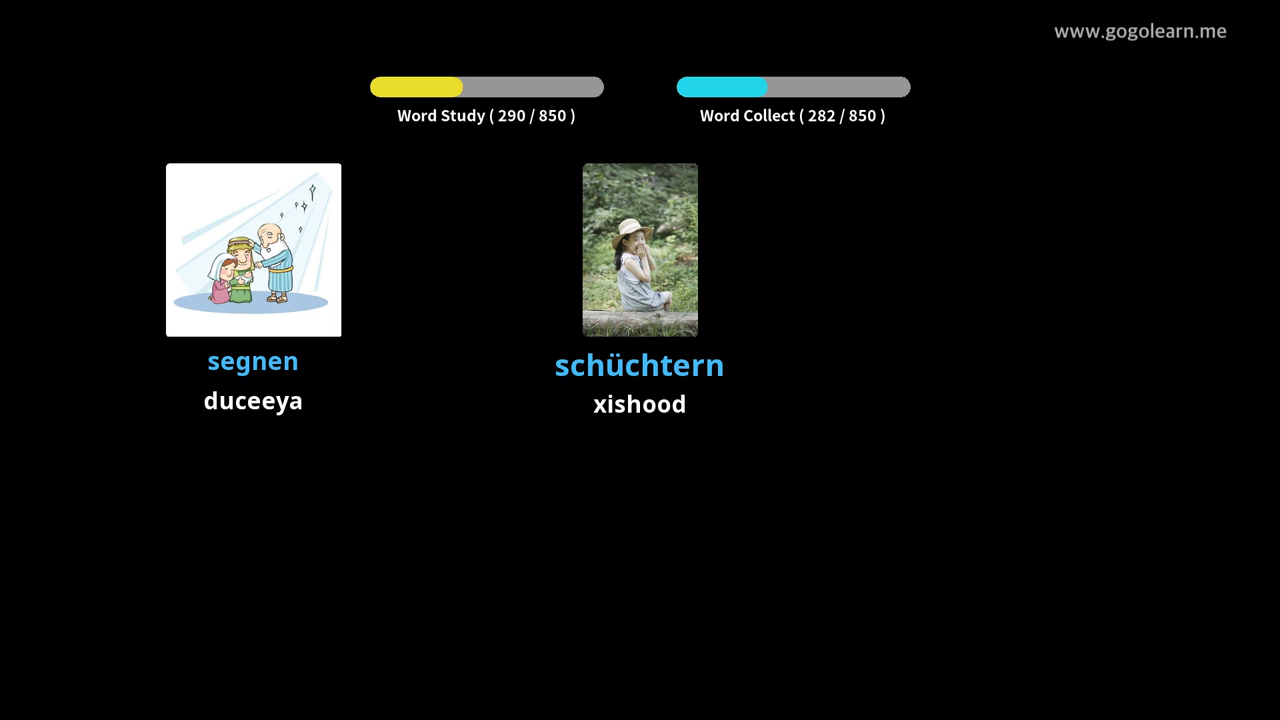 www.gogolearn.me
Word Study ( 290 / 850 )
Word Collect ( 282 / 850 )
segnen
duceeya
schüchtern
xishood